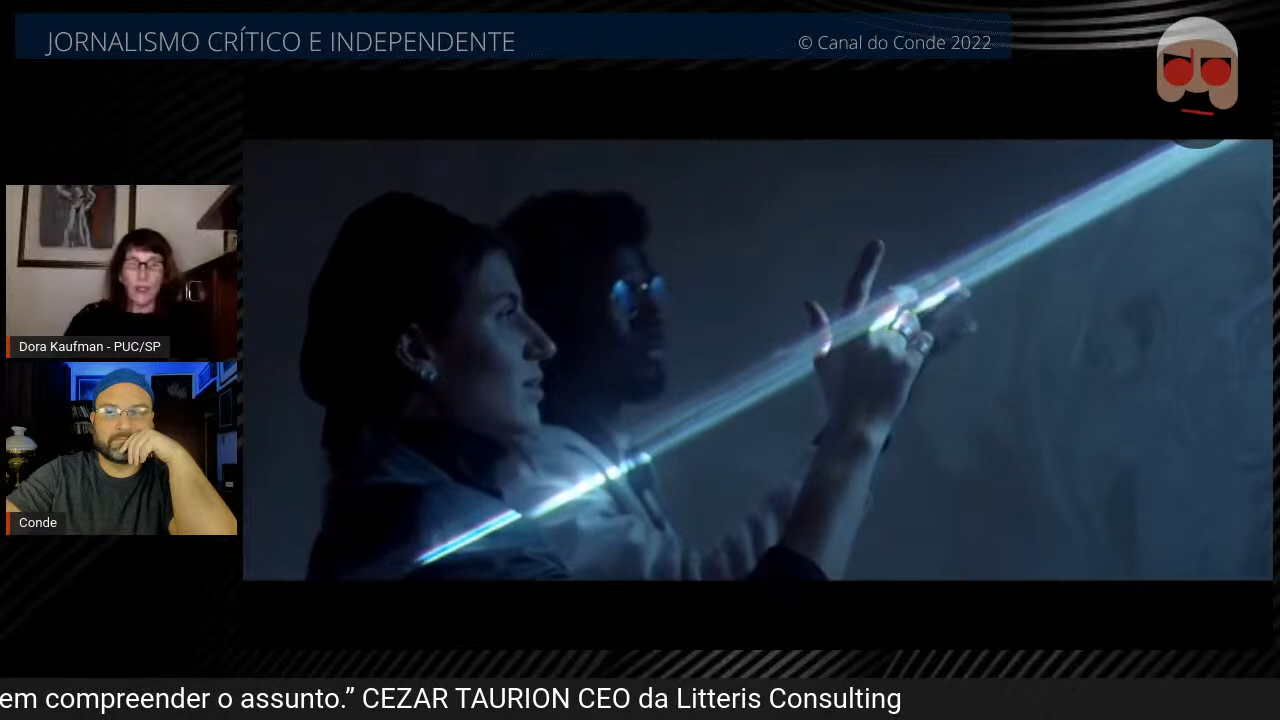 JORNALISMO CRÍTICO E INDEPENDENTE
© Canal do Conde 2022
Dora Kaufman - PUC/SP
Conde
em compreender o assunto.” CEZAR TAURION CEO da Litteris Consulting